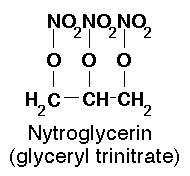 NO₂NO₂NO₂
O O O
H₂C–CH–CH₂
Nytroglycerin
(glyceryl trinitrate)